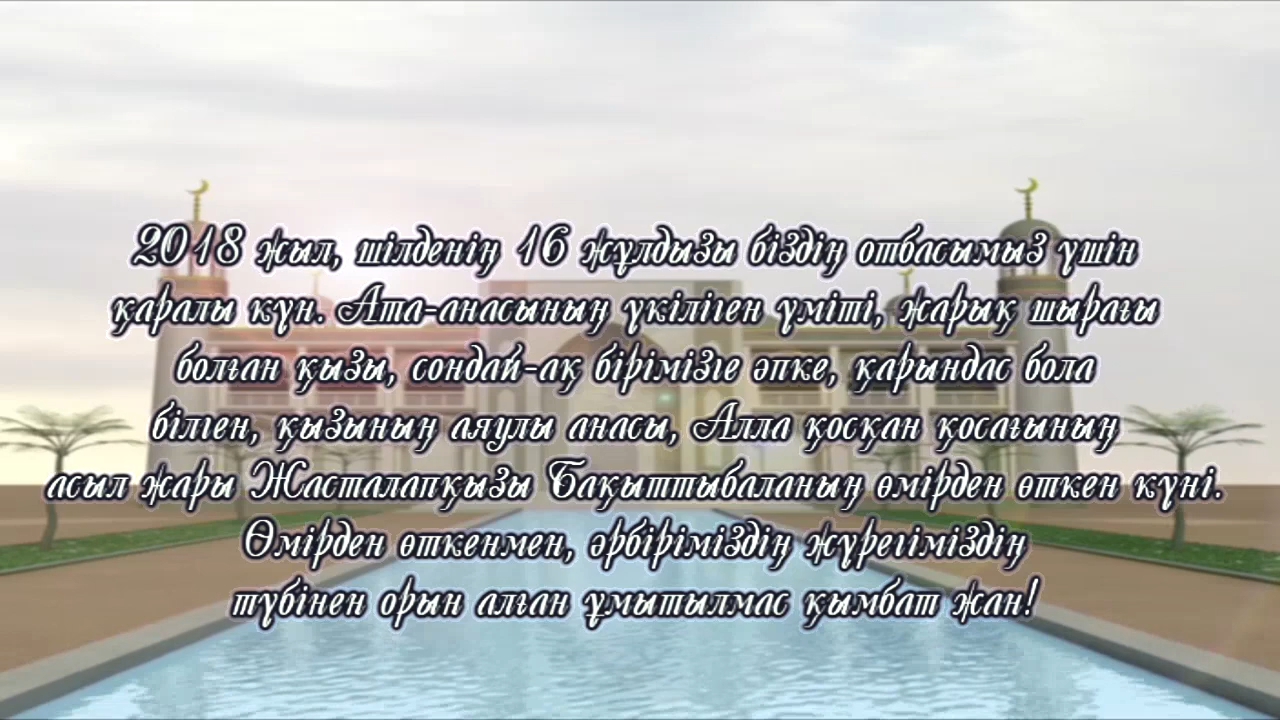 2018 жыл, шілденің 16 жұлдызы біздің отбасымыз үшін
қаралы күн. Ата-анасының үкіліген үміті, жарық шырағы
болған қызы, сондай-ақ бірімізге әпке, қарындас бола
білген, қызының аяулы анасы, Алла қосқан қосағының
асыл жары Жасталапқызы Бақыттыбаланың өмірден өткен күні.
Өмірден өткенмен, әрбіріміздің жүрегіміздің
түбінен орын алған ұмытылмас қымбат жан!